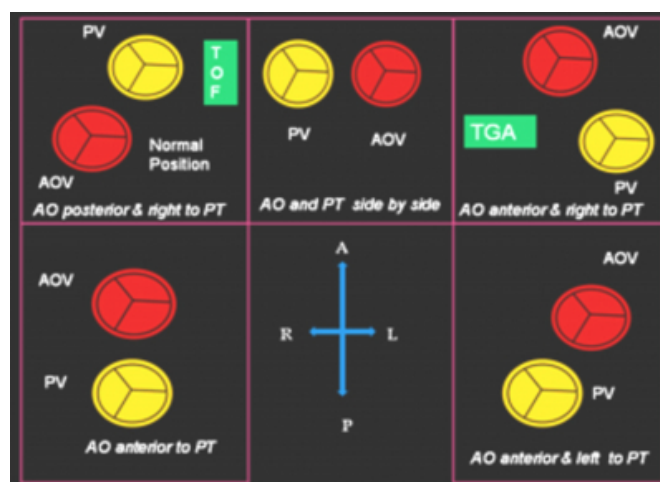 PV
T
O
F
Normal
Position
AOV
AO posterior & right to PT
PV
AOV
AO and PT side by side
AOV
TGA
PV
AO anterior & right to PT
AOV
PV
AO anterior to PT
A
R
L
P
AOV
PV
AO anterior & left to PT